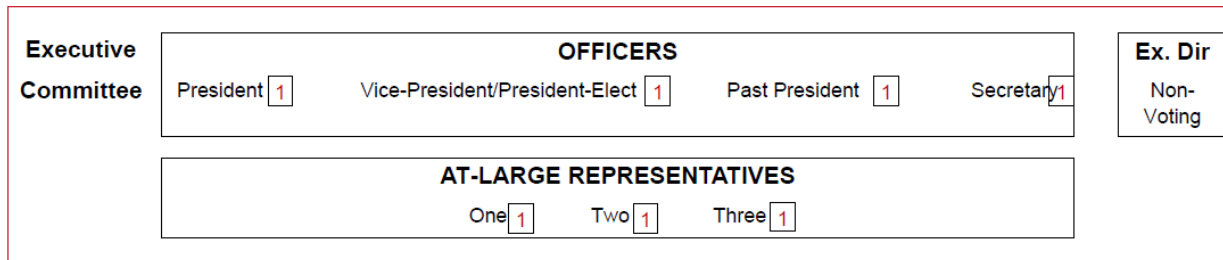 Executive
Committee
OFFICERS
President 1 Vice-President/President-Elect 1 Past President 1 Secretary 1
Ex. Dir
Non-
Voting
AT-LARGE REPRESENTATIVES
One 1 Two 1 Three 1